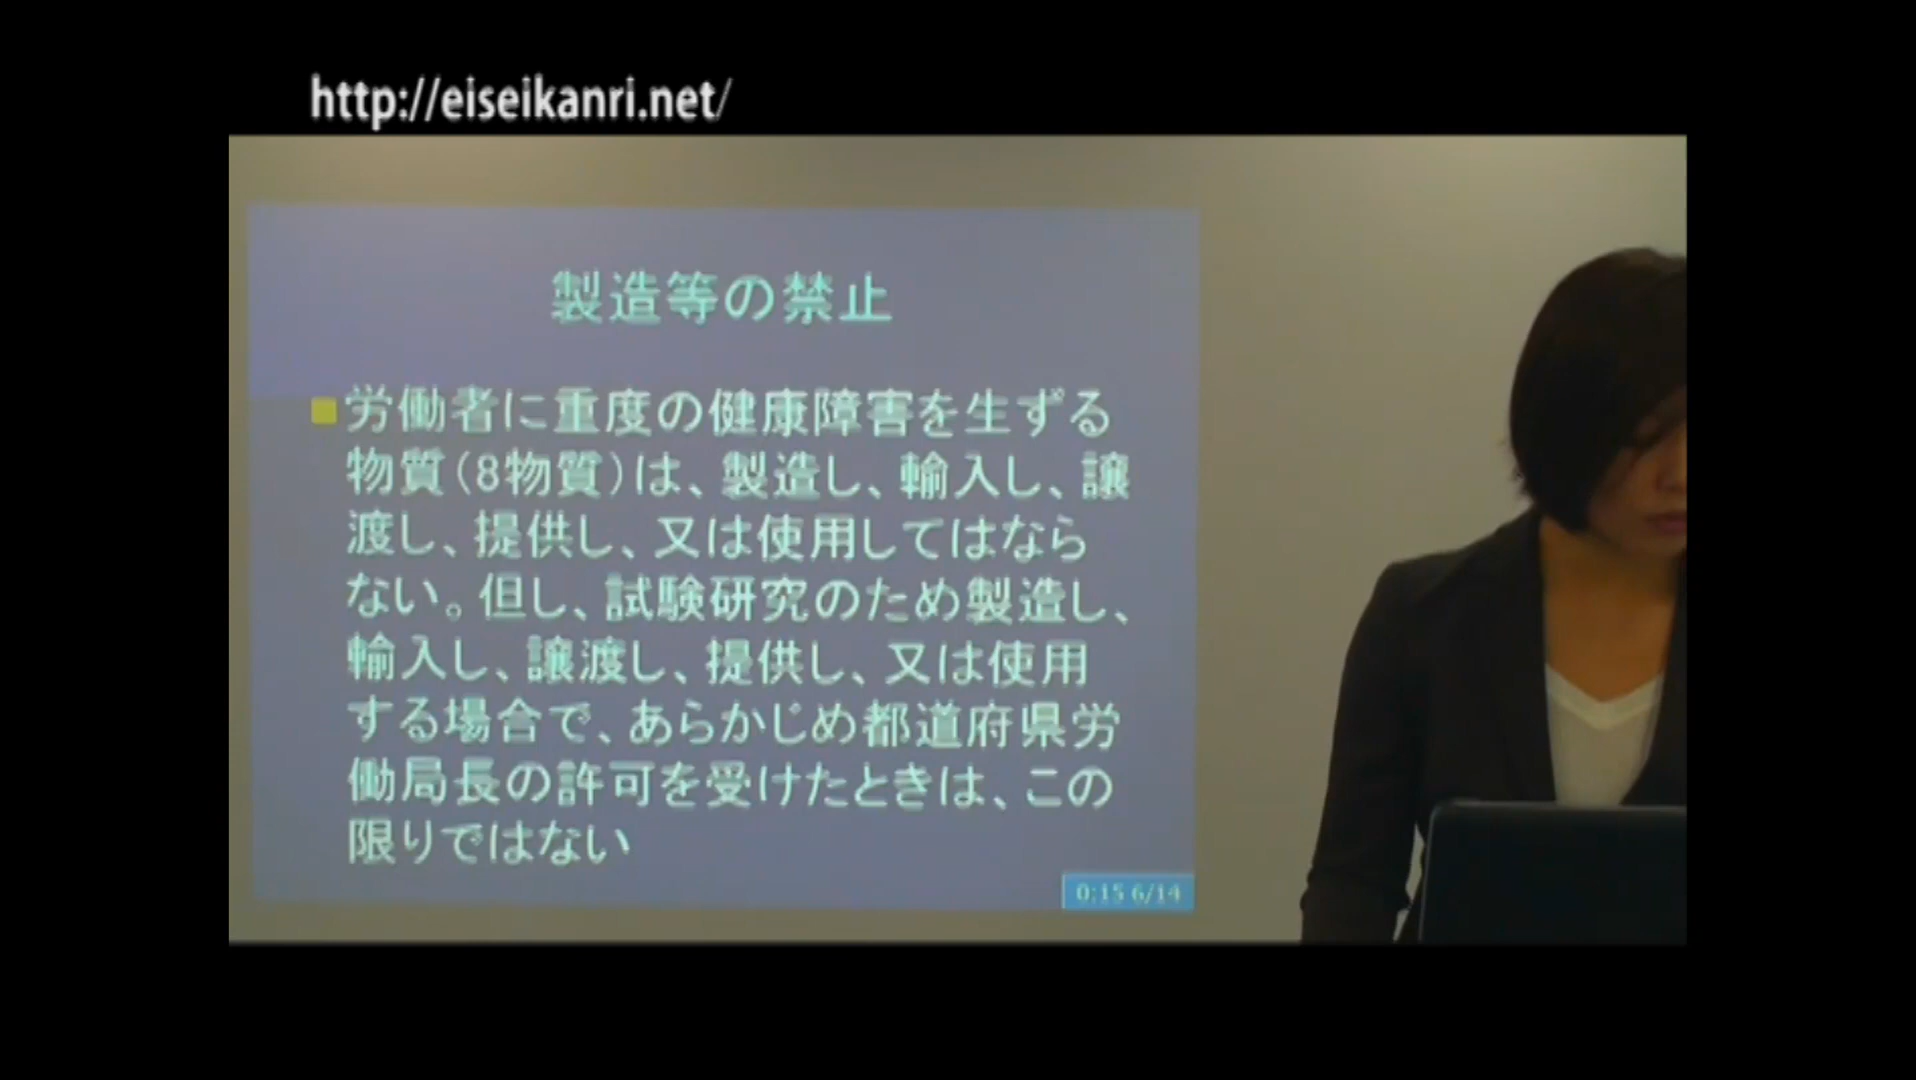 http://eiseikanri.net/
製造等の禁止
労働者に重度の健康障害を生ずる
物質(8物質)は、製造し、輸入し、譲
渡し、提供し、又は使用してはなら
ない。但し、試験研究のため製造し、
輸入し、譲渡し、提供し、又は使用
する場合で、あらかじめ都道府県労
働局長の許可を受けたときは、この
限りではない
0:15 6/14